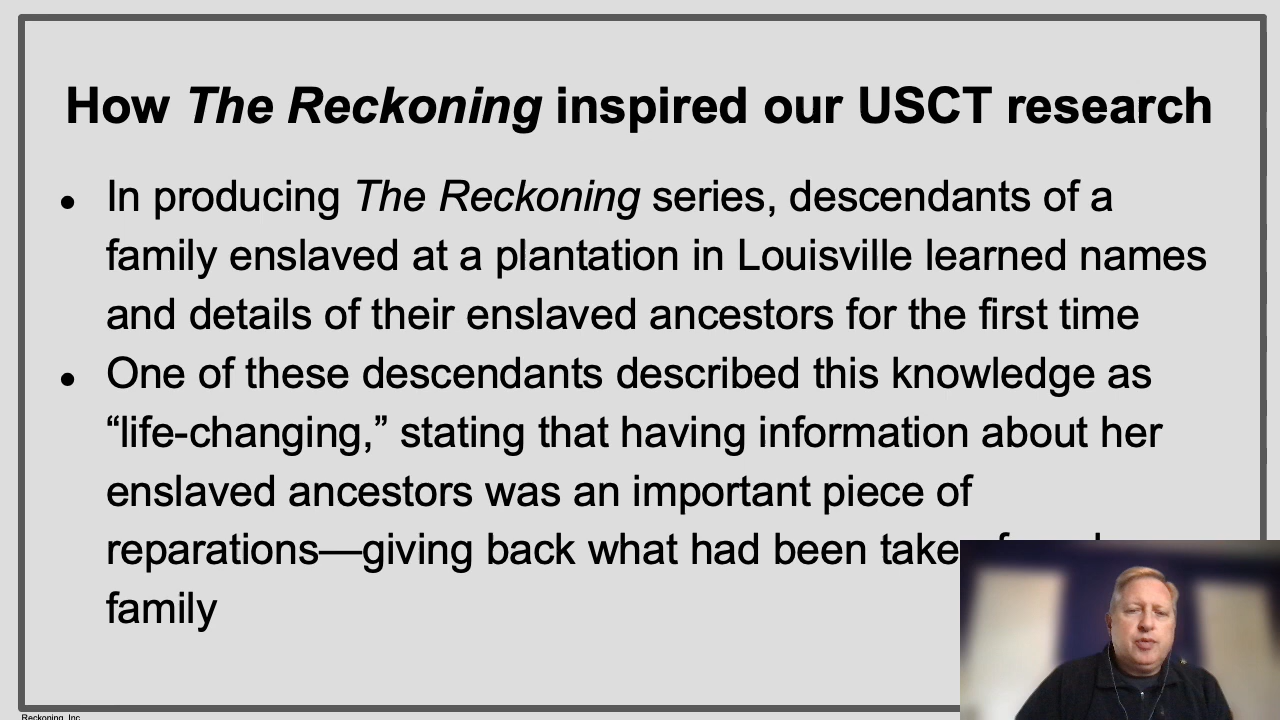 How The Reckoning inspired our USCT research
● In producing The Reckoning series, descendants of a
family enslaved at a plantation in Louisville learned names
and details of their enslaved ancestors for the first time
● One of these descendants described this knowledge as
“life-changing,” stating that having information about her
enslaved ancestors was an important piece of
reparations—giving back what had been take
family
Reckoning, Inc.